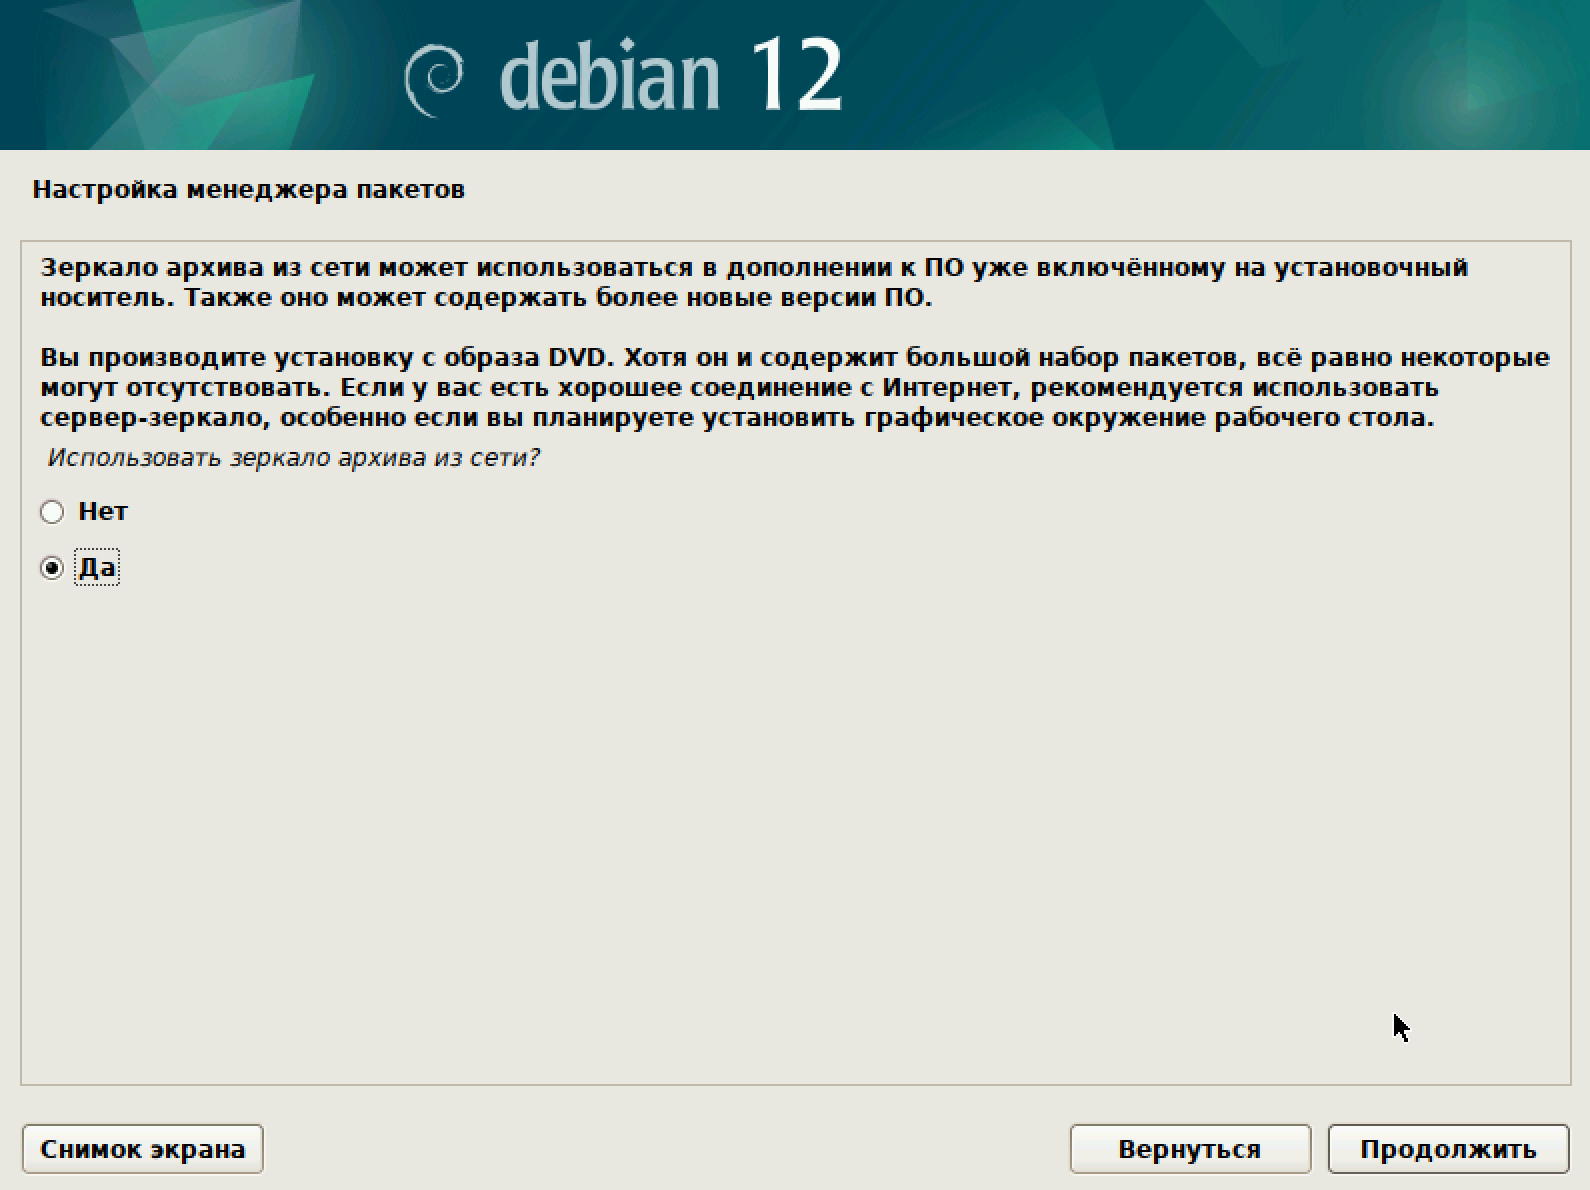 debian 12
Настройка менеджера пакетов
Зеркало архива из сети может использоваться в дополнении к ПО уже включённому на установочный
носитель. Также оно может содержать более новые версии ПО.
Вы производите установку с образа DVD. Хотя он и содержит большой набор пакетов, всё равно некоторые
могут отсутствовать. Если у вас есть хорошее соединение с Интернет, рекомендуется использовать
сервер-зеркало, особенно если вы планируете установить графическое окружение рабочего стола.
Использовать зеркало архива из сети?
Нет
Да
Снимок экрана
Вернуться
Продолжить